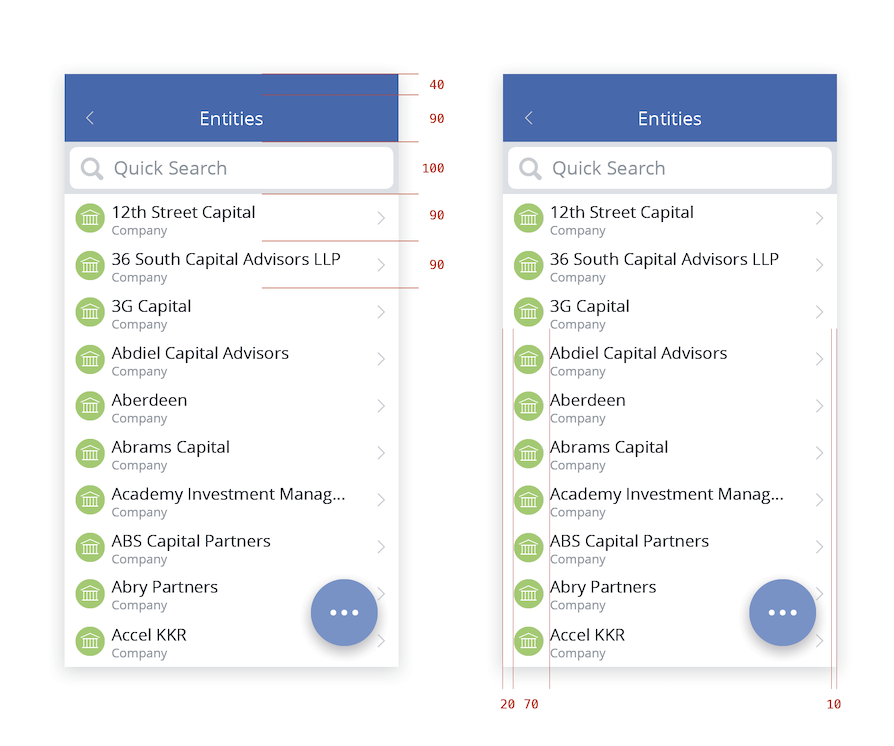 40
Entities
90
Quick Search
100
12th Street Capital
Company
90
36 South Capital Advisors LLP
Company
90
3G Capital
Company
Abdiel Capital Advisors
Company
Aberdeen
Company
Abrams Capital
Company
Academy Investment Manag...
Company
ABS Capital Partners
Company
Abry Partners
Company
Accel KKR
Company
Entities
Quick Search
12th Street Capital
Company
36 South Capital Advisors LLP
Company
3G Capital
Company
Abdiel Capital Advisors
Company
Aberdeen
Company
Abrams Capital
Company
Academy Investment Manag...
Company
ABS Capital Partners
Company
Abry Partners
Company
Accel KKR
Company
20 70 10